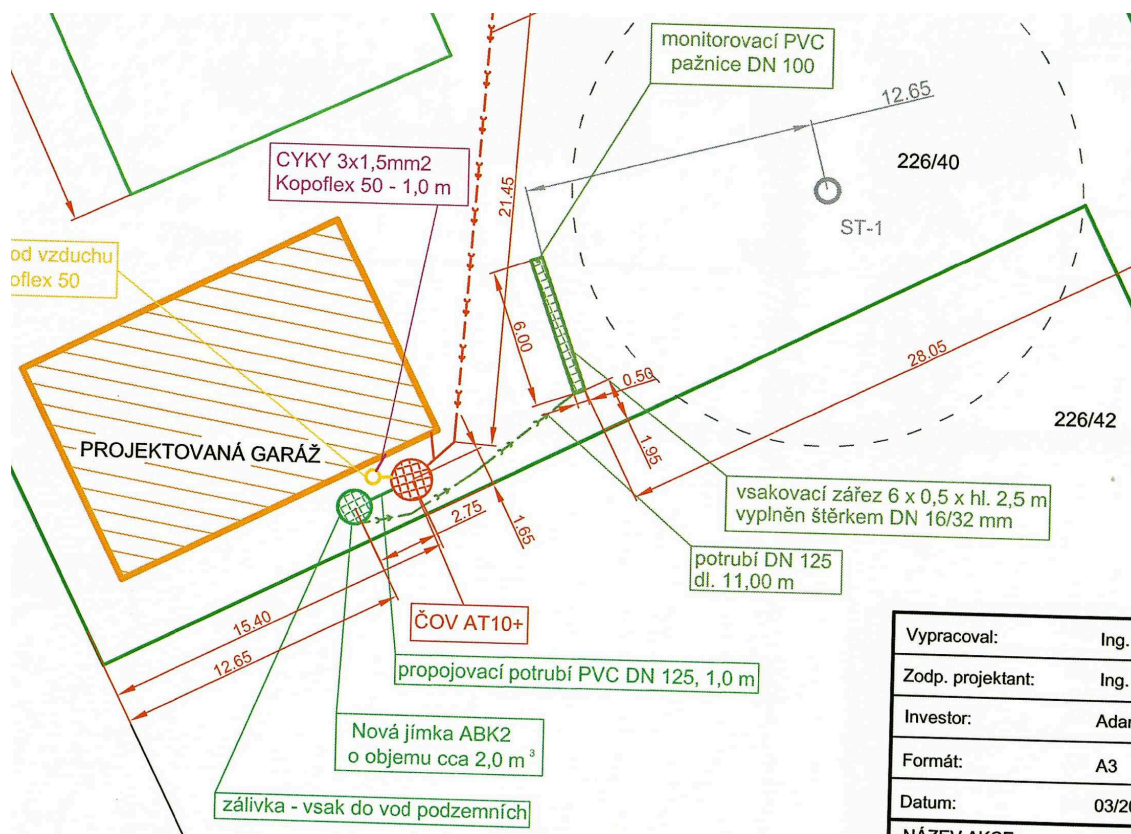 monitorovací PVC
pažnice DN 100
12.65
226/40
CYKY 3x1,5mm2
Kopoflex 50 - 1,0 m
21.45
ST-1
od vzduchu
oflex 50
6.00
0.50
28.05
1.95
226/42
PROJEKTOVANÁ GARÁŽ
vsakovací zářez 6 x 0,5 x hl. 2,5 m
vyplněn štěrkem DN 16/32 mm
2.75
1.65
potrubí DN 125
dl. 11,00 m
15.40
12.65
ČOV AT10+
propojovací potrubí PVC DN 125, 1,0 m
Nová jímka ABK2
o objemu cca 2,0 m³
zálivka - vsak do vod podzemních
Vypracoval: Ing.
Zodp. projektant: Ing.
Investor: Adam
Formát: A3
Datum: 03/20
NÁZEV AKCE